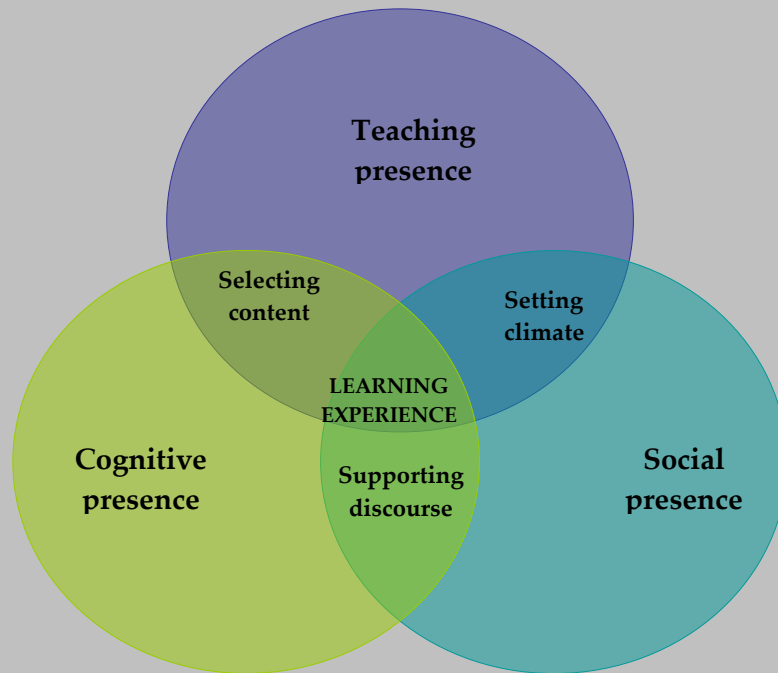 Teaching
presence
Selecting
content
Setting
climate
LEARNING
EXPERIENCE
Cognitive
presence
Supporting
discourse
Social
presence